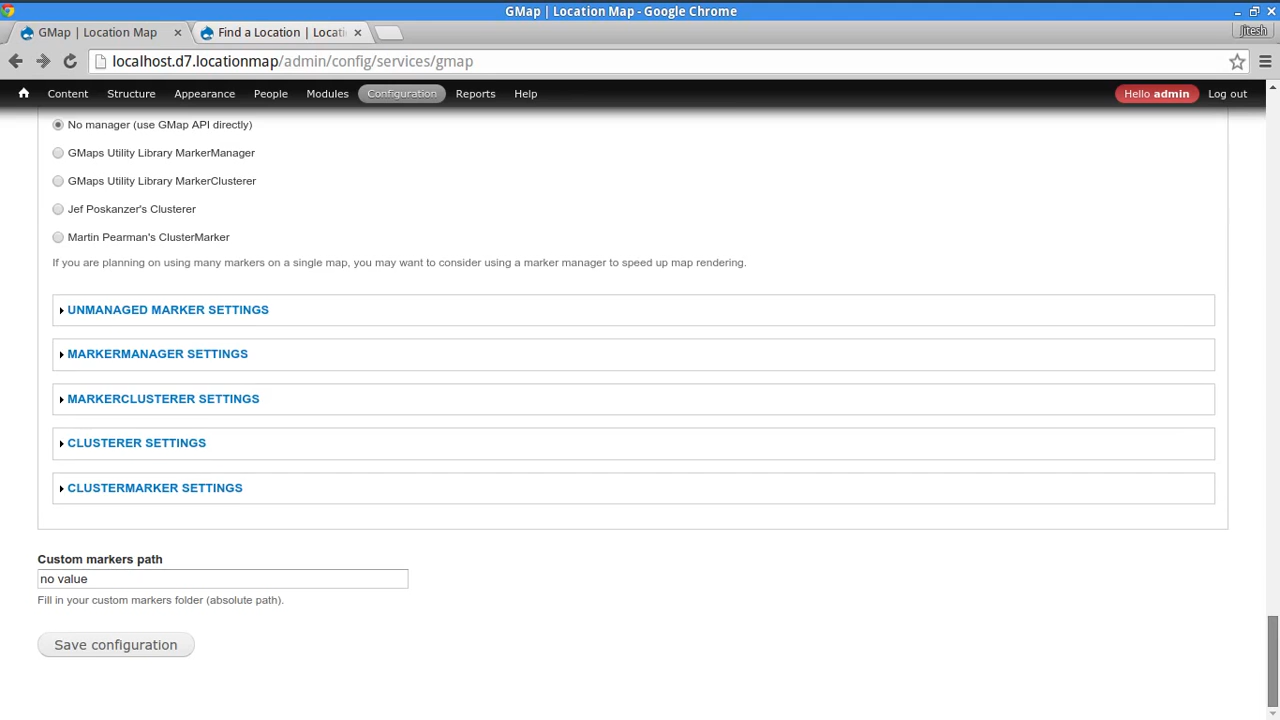 GMap | Location Map - Google Chrome
GMap | Location Map
Find a Location | Locati
jitesh
localhost.d7.locationmap/admin/config/services/gmap
Content Structure Appearance People Modules Configuration Reports Help Hello admin Log out
No manager (use GMap API directly)
GMaps Utility Library MarkerManager
GMaps Utility Library MarkerClusterer
Jef Poskanzer's Clusterer
Martin Pearman's ClusterMarker
If you are planning on using many markers on a single map, you may want to consider using a marker manager to speed up map rendering.
UNMANAGED MARKER SETTINGS
MARKERMANAGER SETTINGS
MARKERCLUSTERER SETTINGS
CLUSTERER SETTINGS
CLUSTERMARKER SETTINGS
Custom markers path
no value
Fill in your custom markers folder (absolute path).
Save configuration